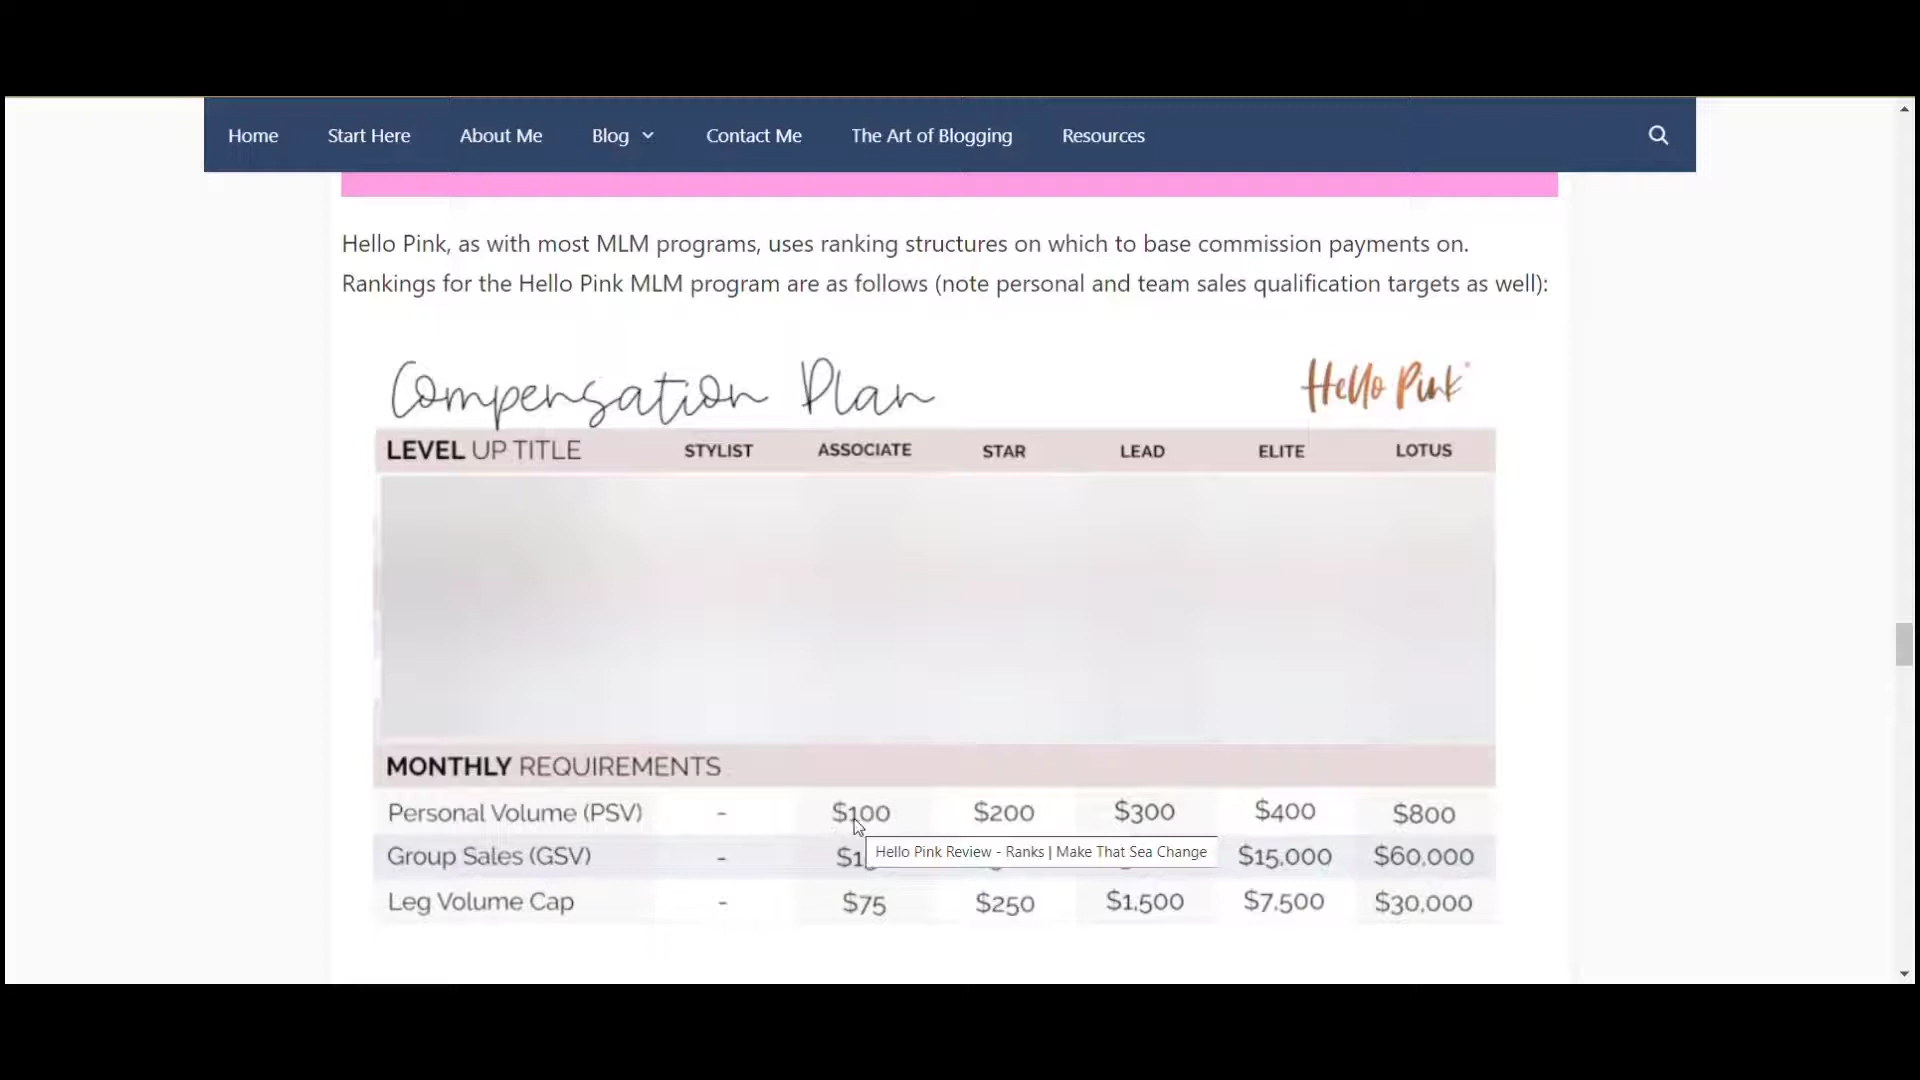 Home Start Here About Me Blog Contact Me The Art of Blogging Resources
Hello Pink, as with most MLM programs, uses ranking structures on which to base commission payments on.
Rankings for the Hello Pink MLM program are as follows (note personal and team sales qualification targets as well):
Compensation Plan Hello Pink
LEVEL UP TITLE STYLIST ASSOCIATE STAR LEAD ELITE LOTUS
MONTHLY REQUIREMENTS
Personal Volume (PSV) - $100 $200 $300 $400 $800
Hello Pink Review - Ranks | Make That Sea Change
Group Sales (GSV) - $15,000 $60,000
Leg Volume Cap - $75 $250 $1,500 $7,500 $30,000